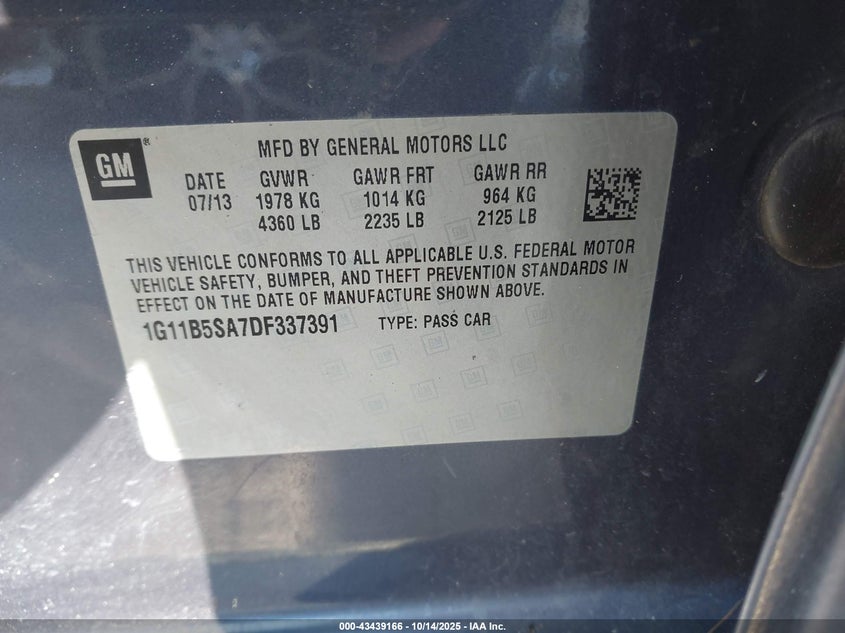 GM®
MFD BY GENERAL MOTORS LLC
DATE GVWR GAWR FRT GAWR RR
07/13 1978 KG 1014 KG 964 KG
4360 LB 2235 LB 2125 LB
THIS VEHICLE CONFORMS TO ALL APPLICABLE U.S. FEDERAL MOTOR
VEHICLE SAFETY, BUMPER, AND THEFT PREVENTION STANDARDS IN
EFFECT ON THE DATE OF MANUFACTURE SHOWN ABOVE.
1G11B5SA7DF337391 TYPE: PASS CAR
000-43439166 - 10/14/2025 - IAA Inc.